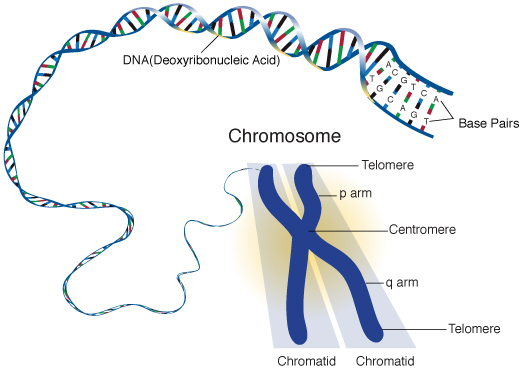 DNA(Deoxyribonucleic Acid)
A C G T C A
T G C A G T
Base Pairs
Chromosome
Telomere
p arm
Centromere
q arm
Telomere
Chromatid Chromatid